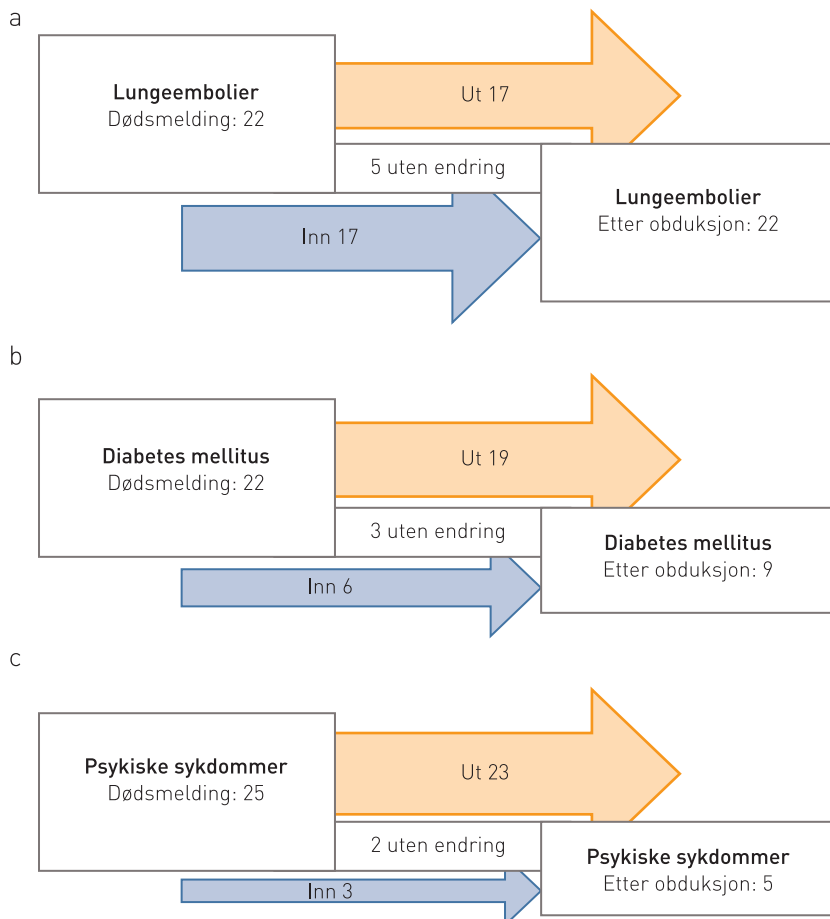 a
Lungeembolier
Dødsmelding: 22
Ut 17
5 uten endring
Lungeembolier
Etter obduksjon: 22
Inn 17
b
Diabetes mellitus
Dødsmelding: 22
Ut 19
3 uten endring
Diabetes mellitus
Etter obduksjon: 9
Inn 6
c
Psykiske sykdommer
Dødsmelding: 25
Ut 23
2 uten endring
Psykiske sykdommer
Etter obduksjon: 5
Inn 3